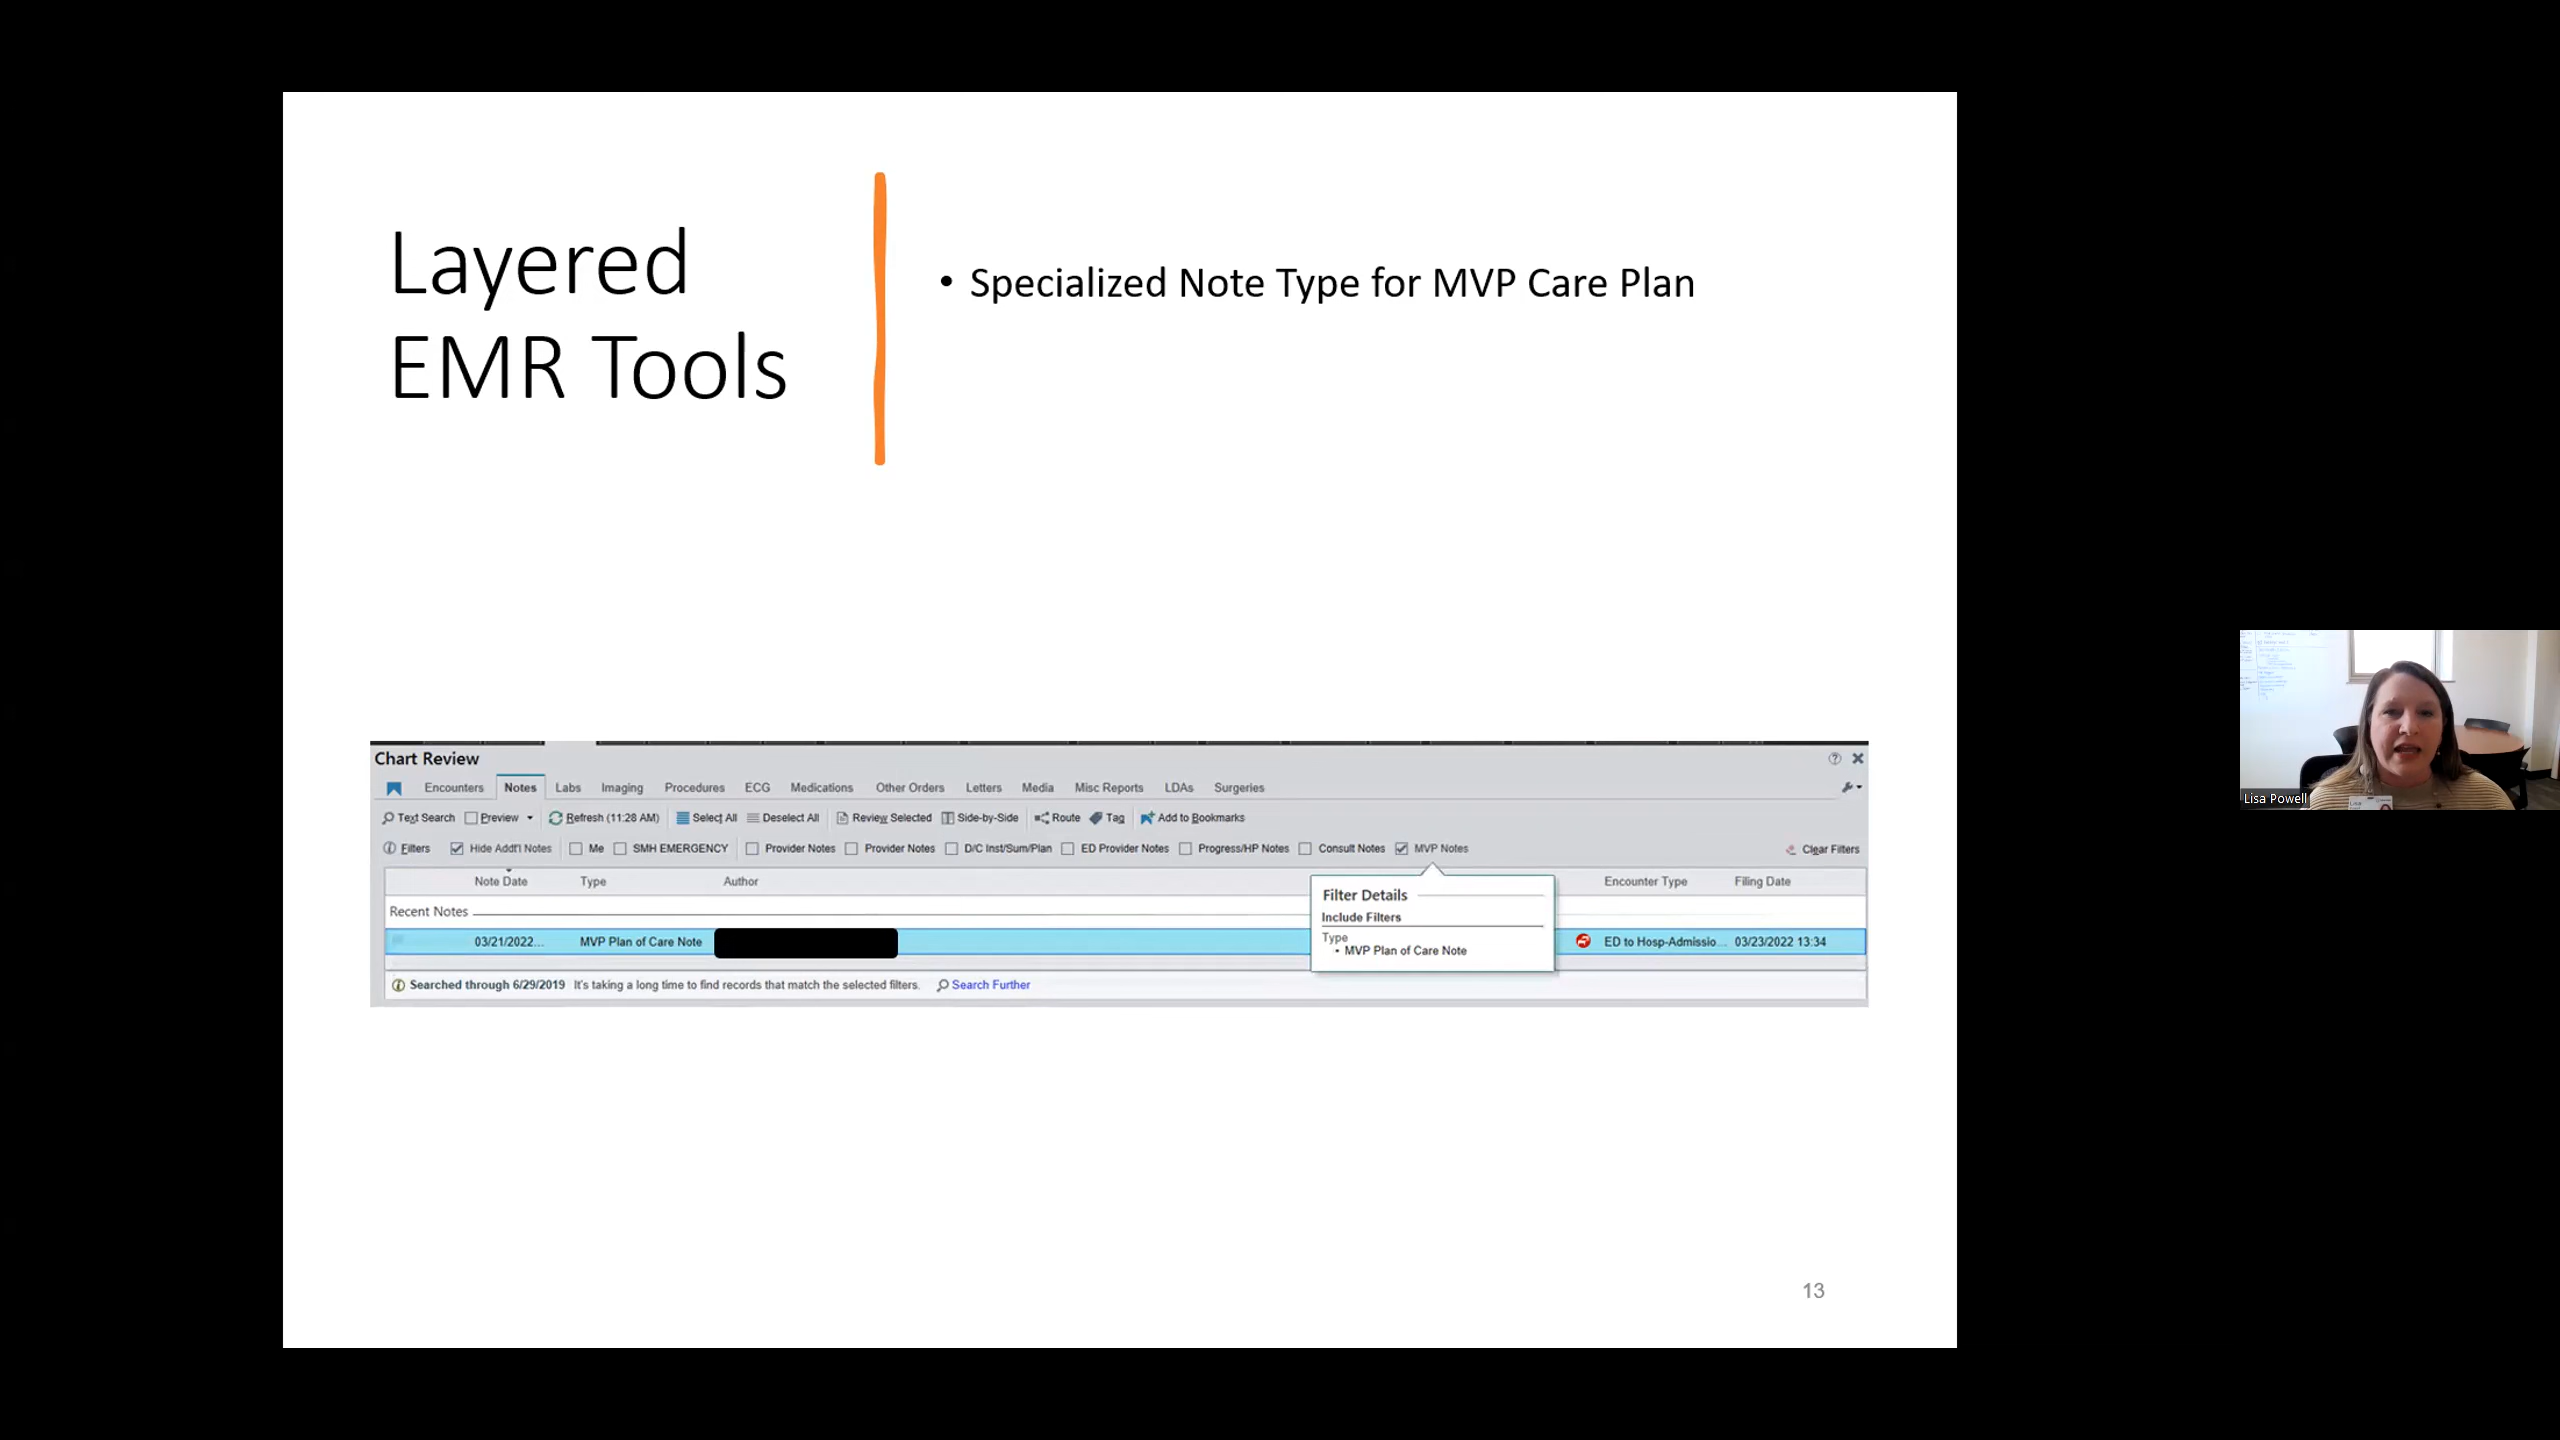 Layered
EMR Tools
• Specialized Note Type for MVP Care Plan
Chart Review
Encounters Notes Labs Imaging Procedures ECG Medications Other Orders Letters Media Misc Reports LDAs Surgeries
Text Search Preview Refresh (11:28 AM) Select All Deselect All Review Selected Side-by-Side Route Tag Add to Bookmarks
Filters Hide Addt'l Notes Me SMH EMERGENCY Provider Notes Provider Notes D/C Inst/Sum/Plan ED Provider Notes Progress/HP Notes Consult Notes MVP Notes Clear Filters
Note Date Type Author Encounter Type Filing Date
Filter Details
Include Filters
Type
• MVP Plan of Care Note
Recent Notes
03/21/2022... MVP Plan of Care Note ED to Hosp-Admissio... 03/23/2022 13:34
Searched through 6/29/2019 It's taking a long time to find records that match the selected filters. Search Further
13
Lisa Powell